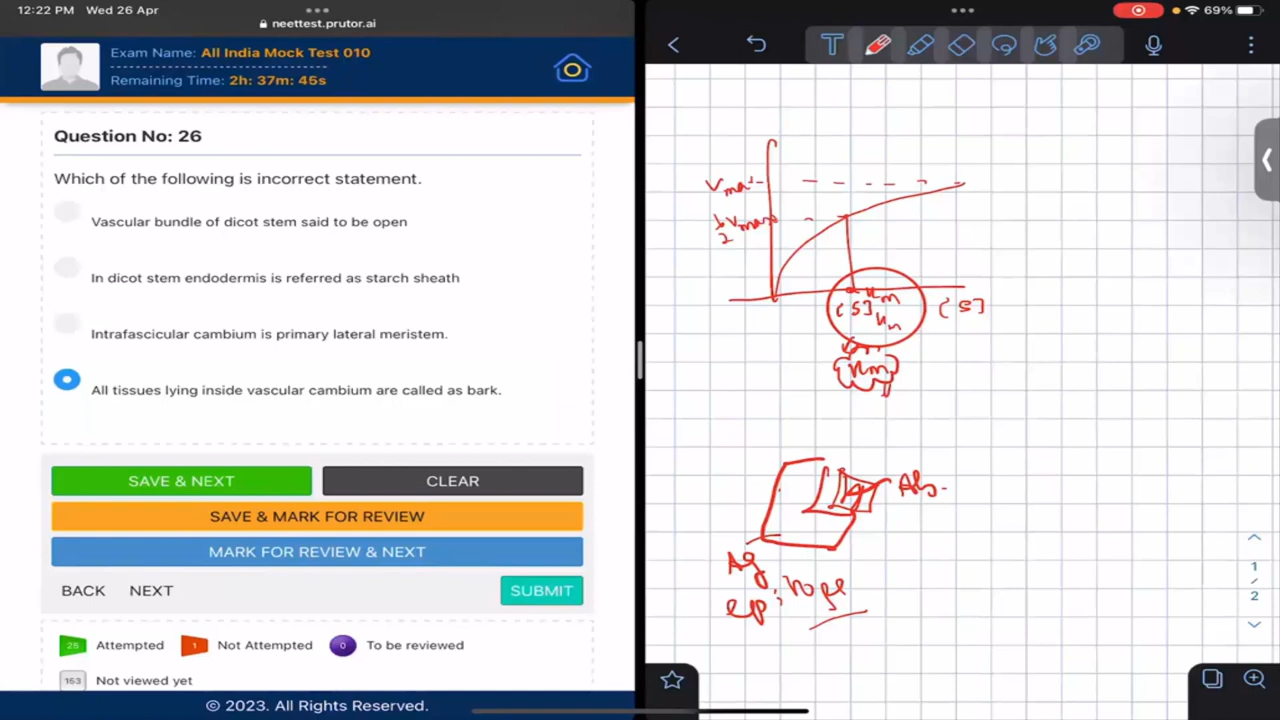 12:22 PM Wed 26 Apr
neettest.prutor.ai
69%
Exam Name: All India Mock Test 010
Remaining Time: 2h: 37m: 45s
Question No: 26
Which of the following is incorrect statement.
Vascular bundle of dicot stem said to be open
In dicot stem endodermis is referred as starch sheath
Intrafascicular cambium is primary lateral meristem.
All tissues lying inside vascular cambium are called as bark.
SAVE & NEXT
CLEAR
SAVE & MARK FOR REVIEW
MARK FOR REVIEW & NEXT
BACK
NEXT
SUBMIT
25 Attempted
1 Not Attempted
0 To be reviewed
153 Not viewed yet
© 2023. All Rights Reserved.
T
Vmax
Vmax
2
Km
[S]
[S]
Km
Ab
Ag
1
/
2